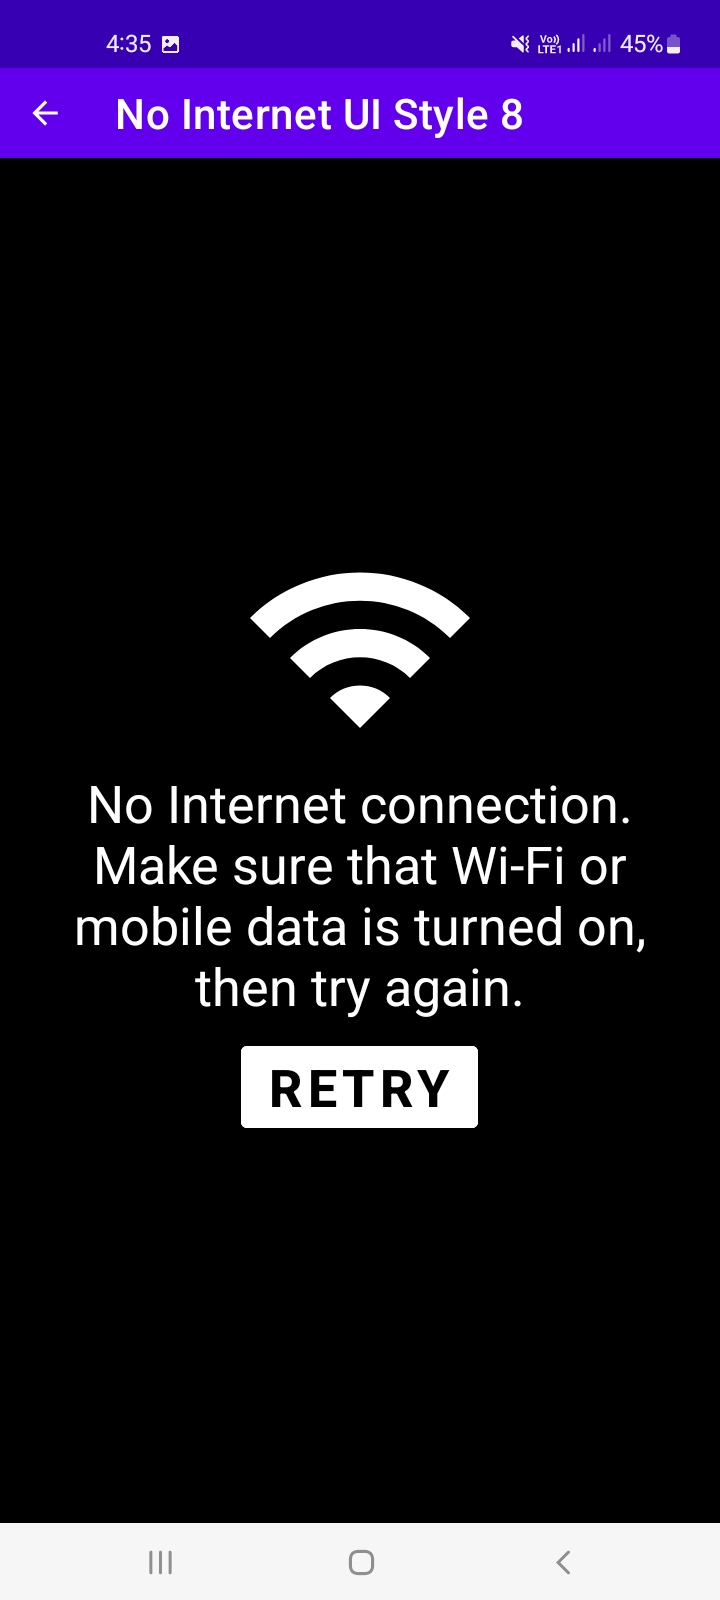 4:35
Vo)) LTE1 45%
No Internet UI Style 8
No Internet connection.
Make sure that Wi-Fi or
mobile data is turned on,
then try again.
RETRY